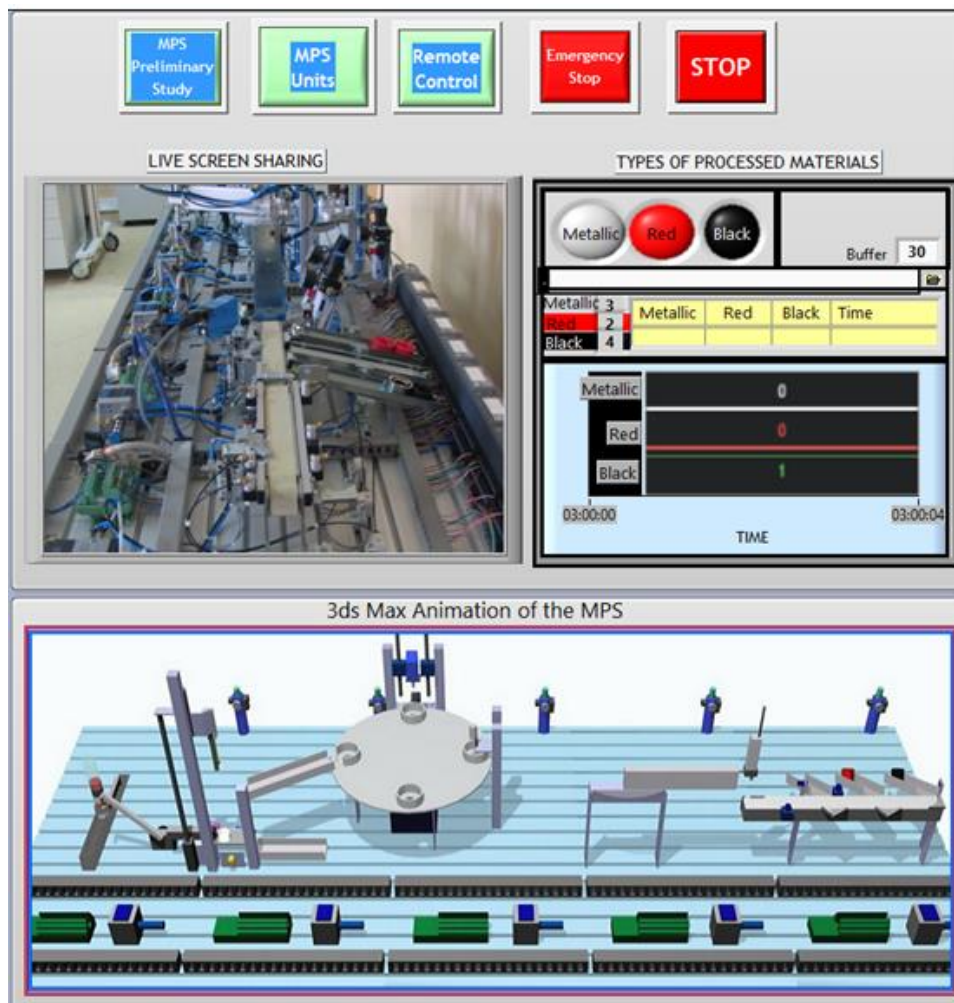 MPS
Preliminary
Study
MPS
Units
Remote
Control
Emergency
Stop
STOP
LIVE SCREEN SHARING
TYPES OF PROCESSED MATERIALS
Metallic
Red
Black
Buffer 30
Metallic 3
Red 2
Black 4
Metallic Red Black Time
Metallic 0
Red 0
Black 1
03:00:00 03:00:04
TIME
3ds Max Animation of the MPS